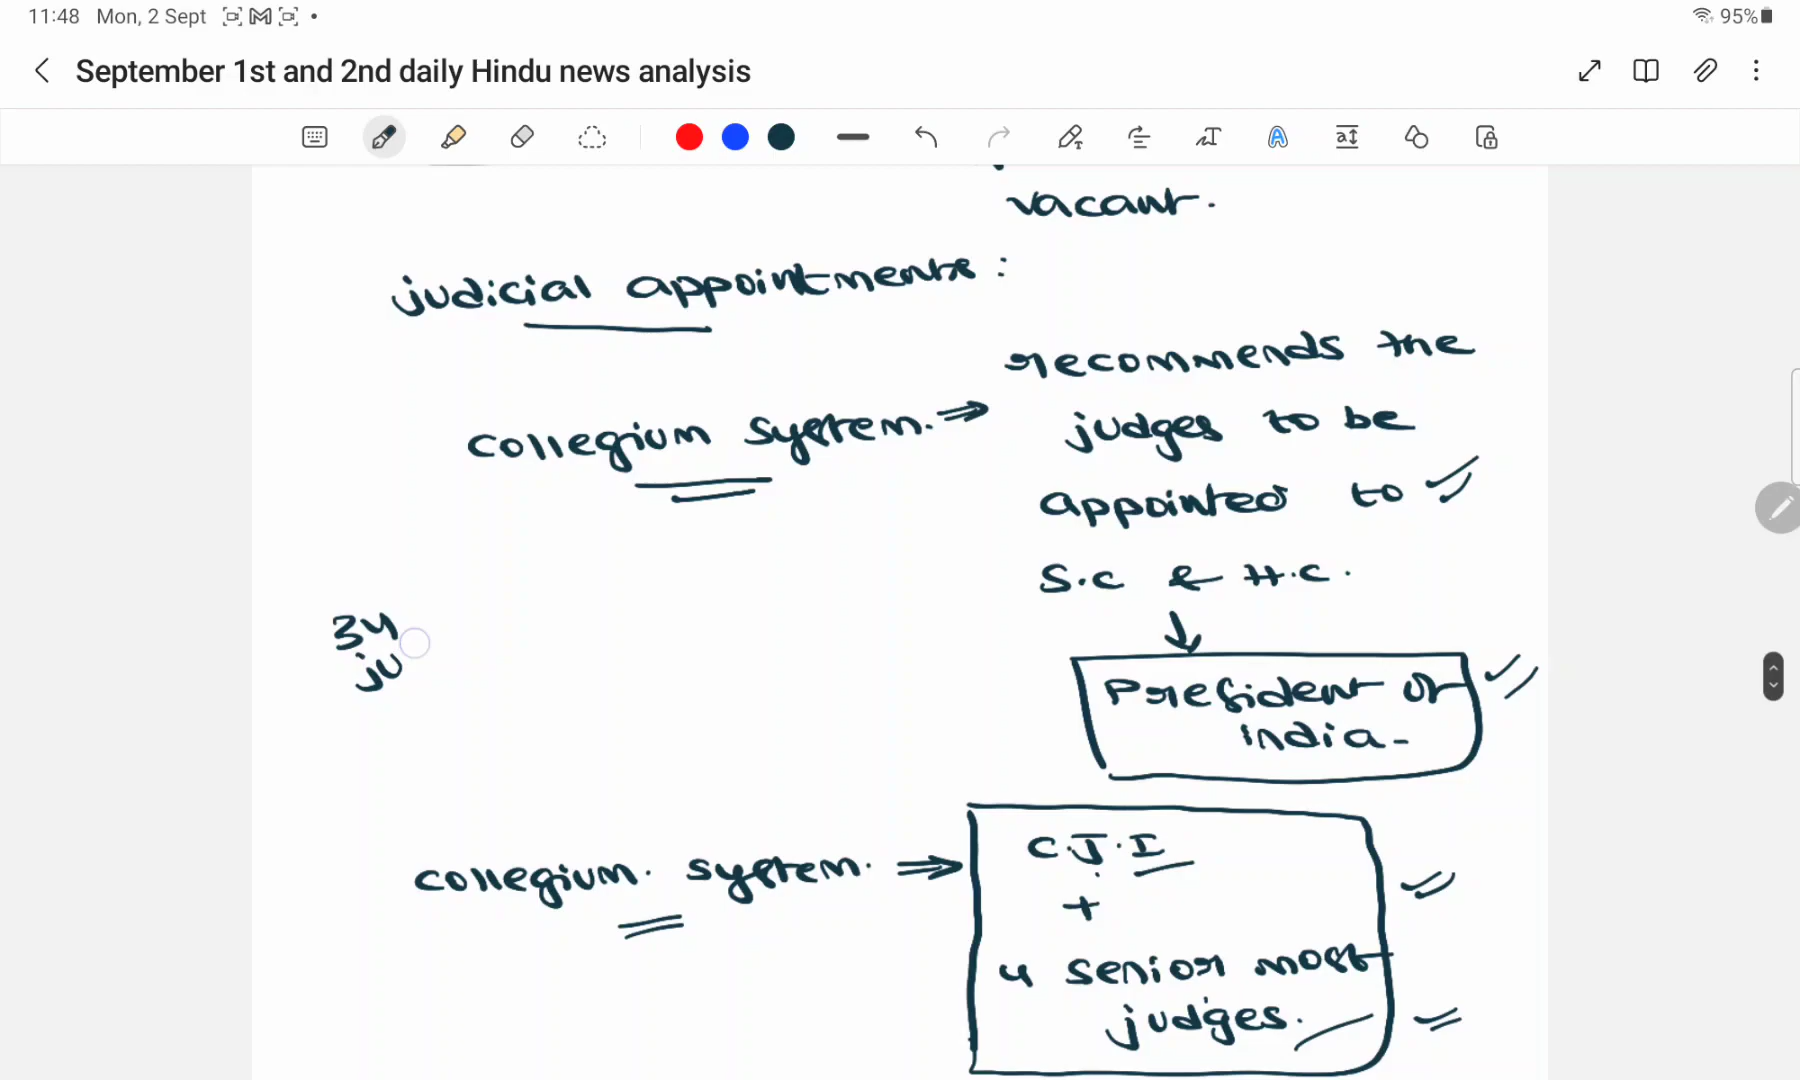 11:48 Mon, 2 Sept
95%
September 1st and 2nd daily Hindu news analysis
vacant.
judicial appointments:
recommends the
collegium system. ⇒
judges to be
appointed to
S.C & H.C.
↓
34
ju
President of
india.
collegium. system. ⇒
C.J.I
+
4 senior most
judges.